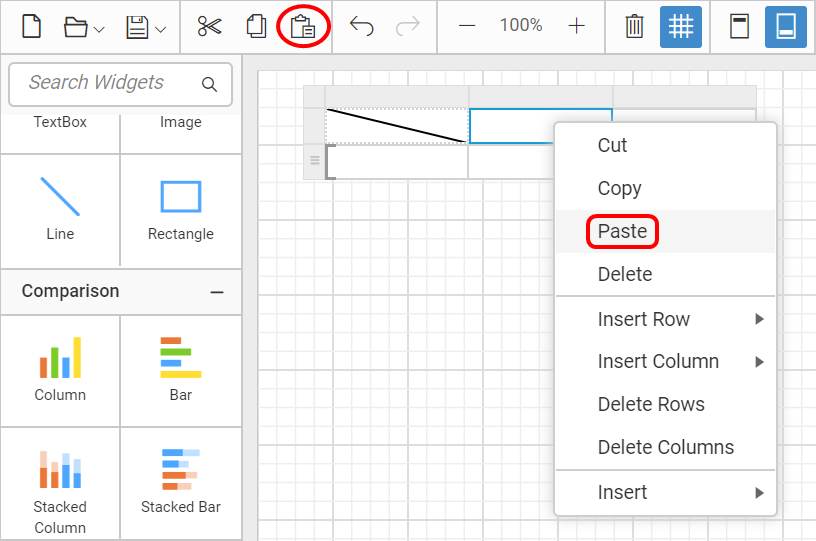 100%
Search Widgets
TextBox
Image
Line
Rectangle
Comparison
Column
Bar
Stacked
Column
Stacked Bar
Cut
Copy
Paste
Delete
Insert Row
Insert Column
Delete Rows
Delete Columns
Insert